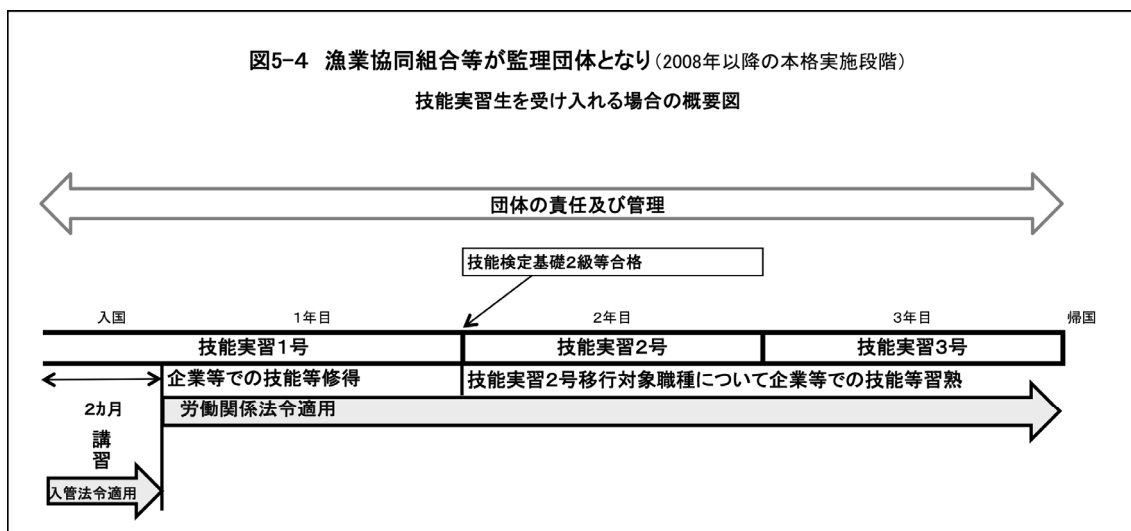 図5-4 漁業協同組合等が監理団体となり(2008年以降の本格実施段階)
技能実習生を受け入れる場合の概要図
団体の責任及び管理
技能検定基礎2級等合格
入国 1年目 2年目 3年目 帰国
技能実習1号 技能実習2号 技能実習3号
企業等での技能等修得 技能実習2号移行対象職種について企業等での技能等習熟
2カ月 労働関係法令適用
講
習
入管法令適用